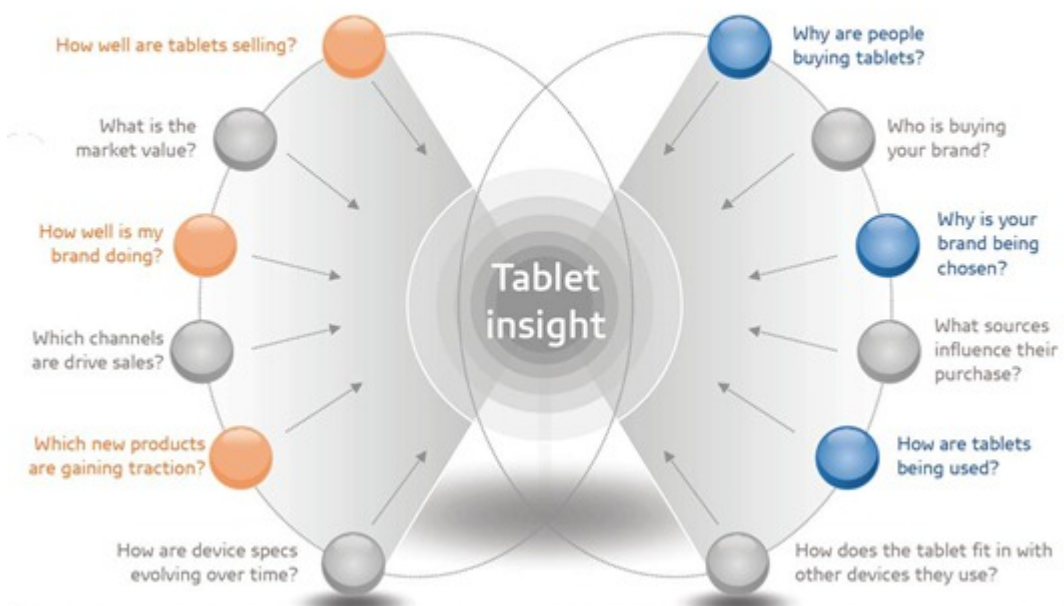 How well are tablets selling?
What is the
market value?
How well is my
brand doing?
Which channels
are drive sales?
Which new products
are gaining traction?
How are device specs
evolving over time?
Tablet
insight
Why are people
buying tablets?
Who is buying
your brand?
Why is your
brand being
chosen?
What sources
influence their
purchase?
How are tablets
being used?
How does the tablet fit in with
other devices they use?